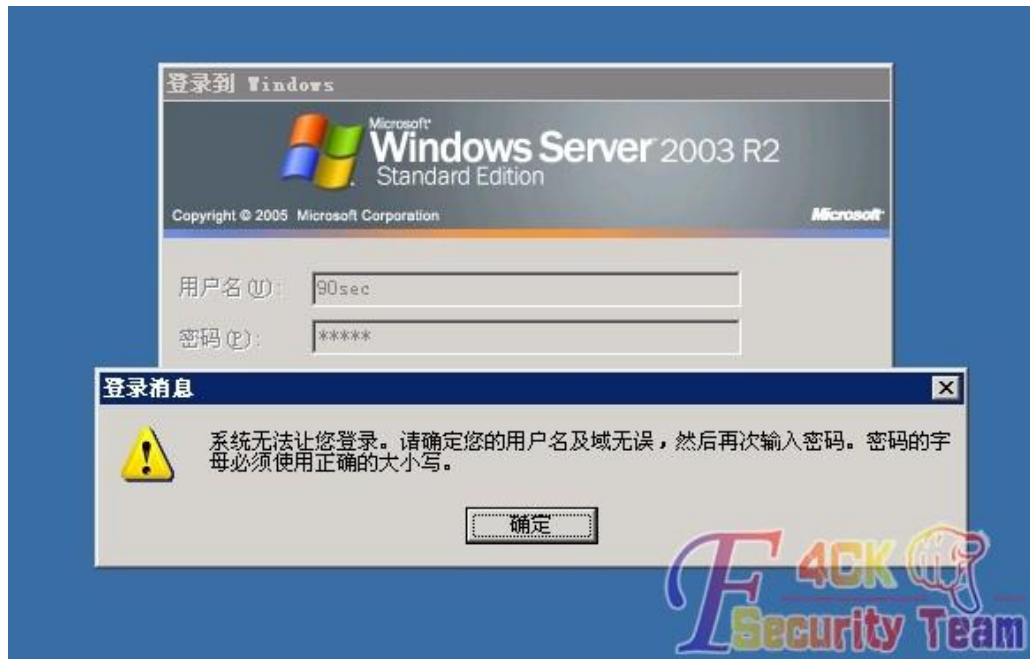 登录到 Windows
Microsoft
Windows Server 2003 R2
Standard Edition
Copyright © 2005 Microsoft Corporation
Microsoft
用户名(U):
90sec
密码(P):
*****
登录消息
系统无法让您登录。请确定您的用户名及域无误，然后再次输入密码。密码的字
母必须使用正确的大小写。
确定
F4CK
Security Team